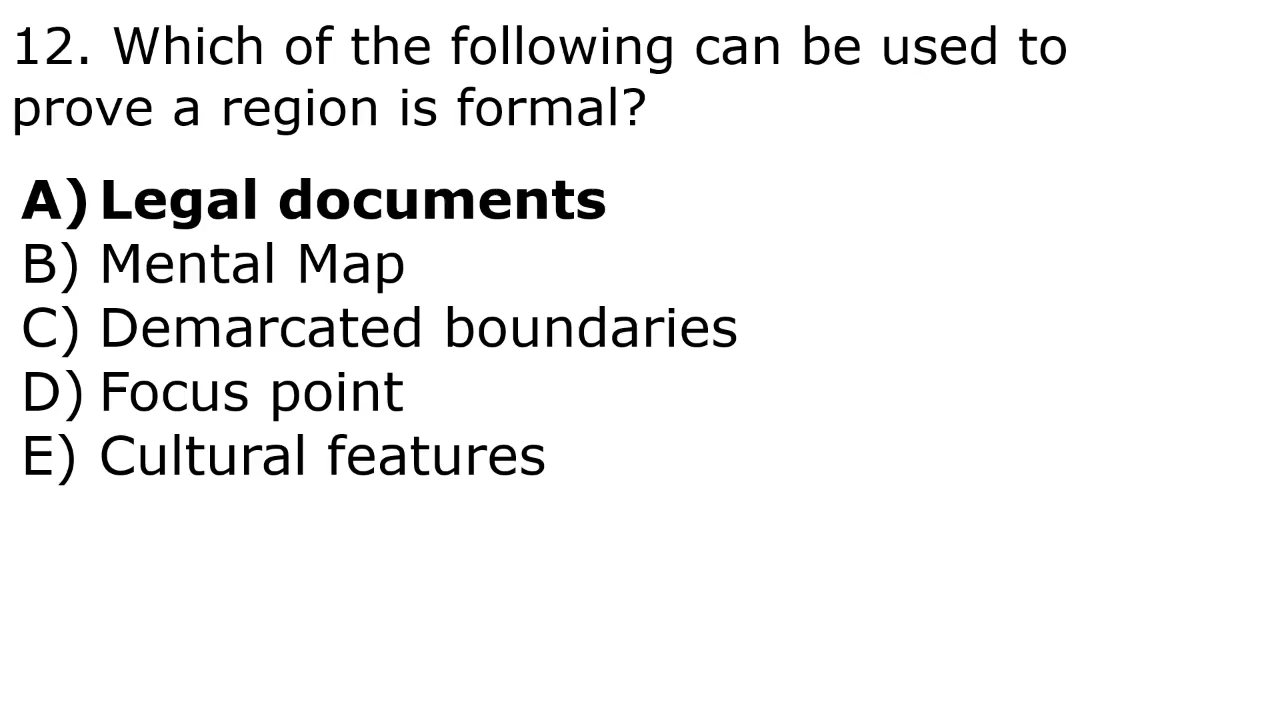 12. Which of the following can be used to
prove a region is formal?
A) Legal documents
B) Mental Map
C) Demarcated boundaries
D) Focus point
E) Cultural features